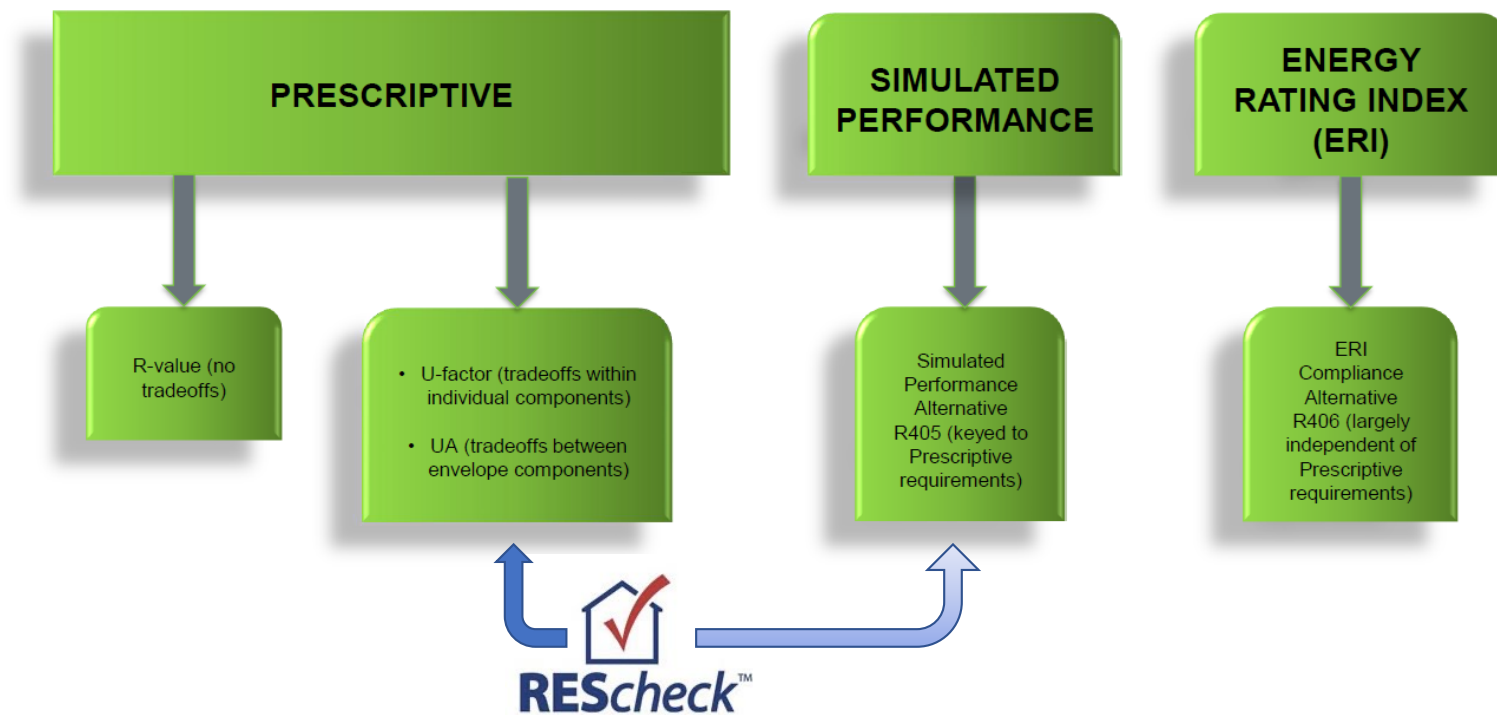 PRESCRIPTIVE
SIMULATED
PERFORMANCE
ENERGY
RATING INDEX
(ERI)
R-value (no
tradeoffs)
• U-factor (tradeoffs within
individual components)
• UA (tradeoffs between
envelope components)
Simulated
Performance
Alternative
R405 (keyed to
Prescriptive
requirements)
ERI
Compliance
Alternative
R406 (largely
independent of
Prescriptive
requirements)
REScheck™